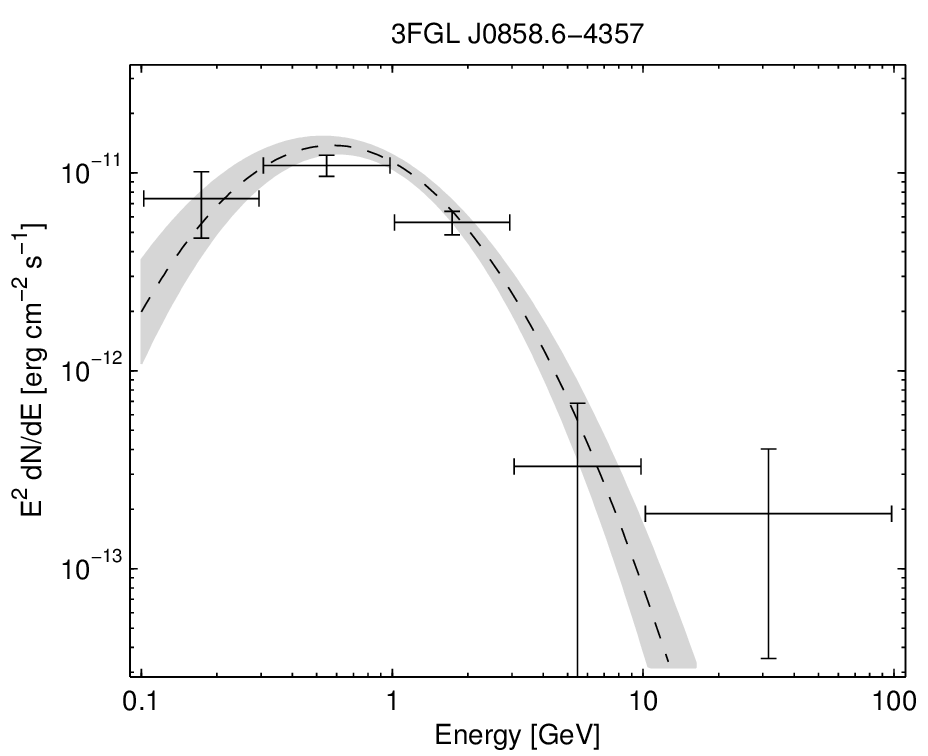 3FGL J0858.6−4357
10⁻¹¹
10⁻¹²
10⁻¹³
E² dN/dE [erg cm⁻² s⁻¹]
0.1 1 10 100
Energy [GeV]